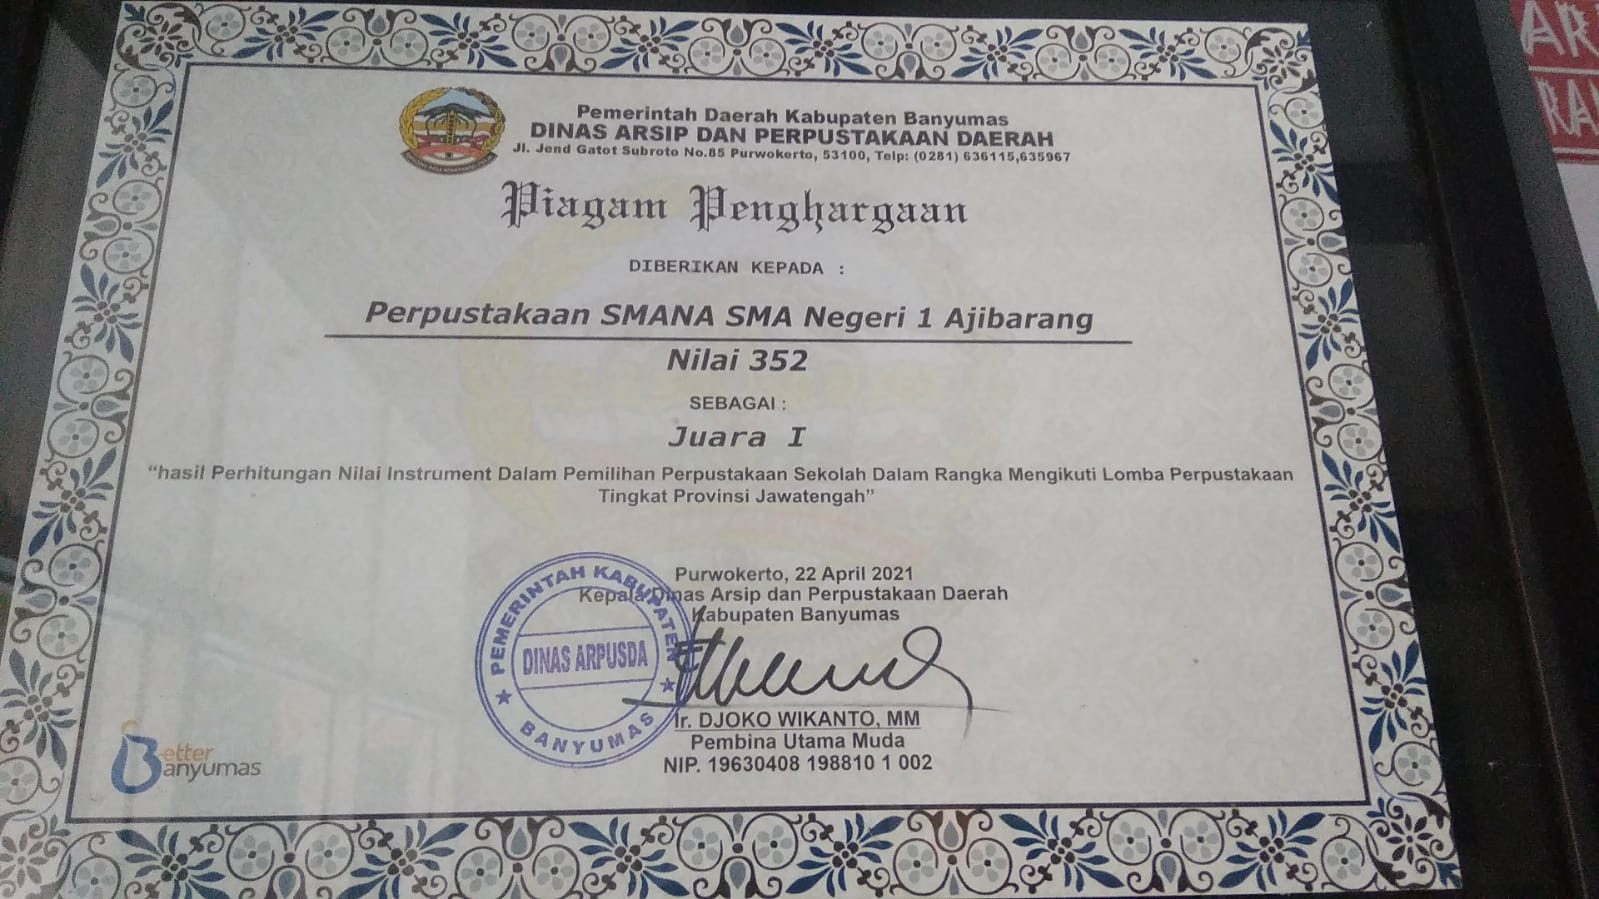 Pemerintah Daerah Kabupaten Banyumas
DINAS ARSIP DAN PERPUSTAKAAN DAERAH
Jl. Jend Gatot Subroto No.85 Purwokerto, 53100, Telp: (0281) 636115,635967
Piagam Penghargaan
DIBERIKAN KEPADA :
Perpustakaan SMANA SMA Negeri 1 Ajibarang
Nilai 352
SEBAGAI :
Juara I
“hasil Perhitungan Nilai Instrument Dalam Pemilihan Perpustakaan Sekolah Dalam Rangka Mengikuti Lomba Perpustakaan
Tingkat Provinsi Jawatengah”
Purwokerto, 22 April 2021
Kepala Dinas Arsip dan Perpustakaan Daerah
Kabupaten Banyumas
PEMERINTAH KABUPATEN
DINAS ARPUSDA
BANYUMAS
Ir. DJOKO WIKANTO, MM
Pembina Utama Muda
NIP. 19630408 198810 1 002
Better
Banyumas
AR
RA